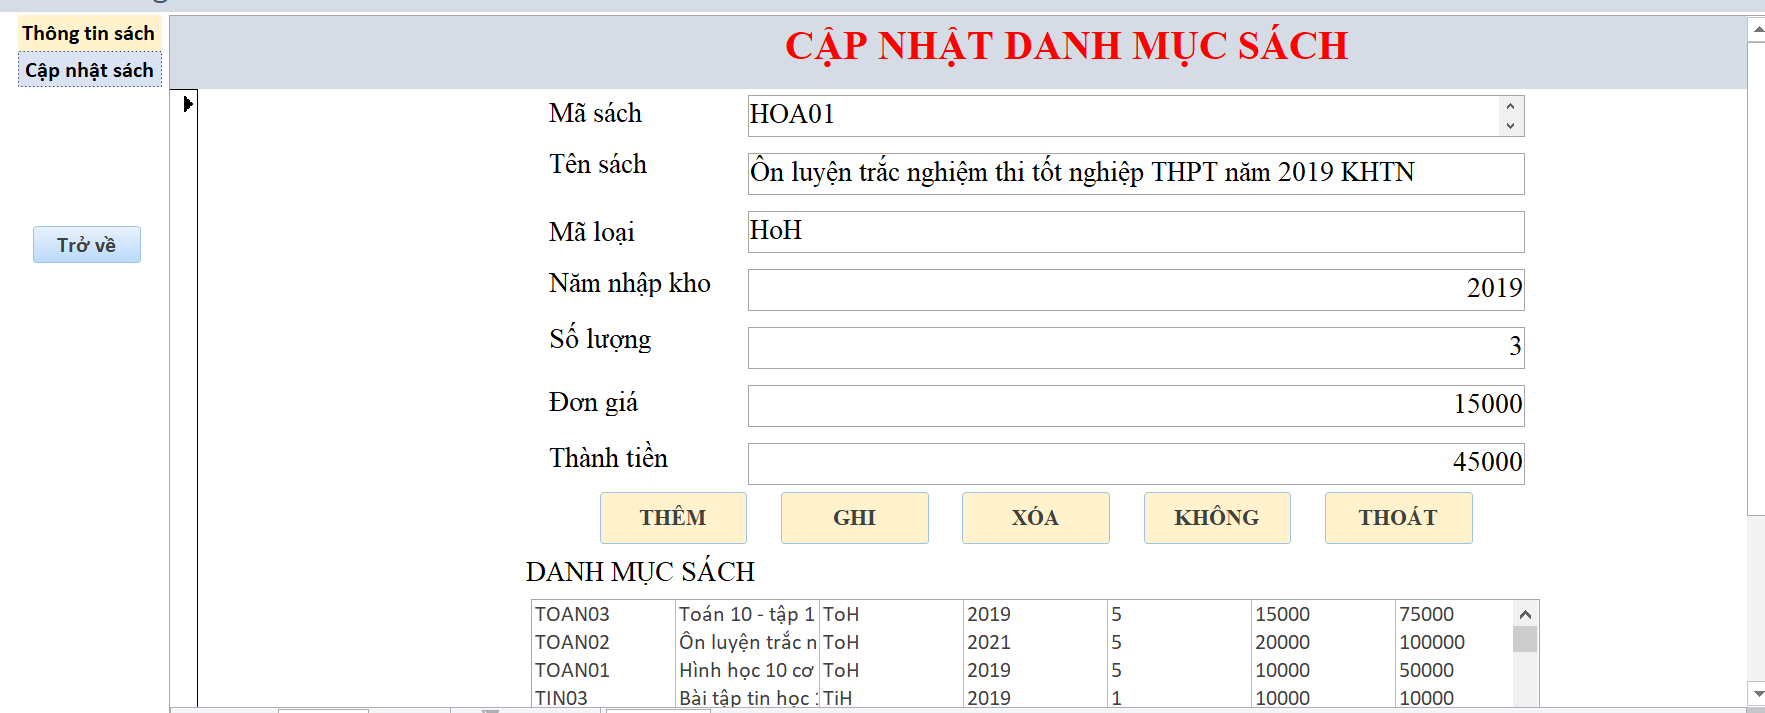 Thông tin sách
Cập nhật sách
Trở về
CẬP NHẬT DANH MỤC SÁCH
Mã sách HOA01
Tên sách Ôn luyện trắc nghiệm thi tốt nghiệp THPT năm 2019 KHTN
Mã loại HoH
Năm nhập kho 2019
Số lượng 3
Đơn giá 15000
Thành tiền 45000
THÊM GHI XÓA KHÔNG THOÁT
DANH MỤC SÁCH
TOAN03 Toán 10 - tập 1 ToH 2019 5 15000 75000
TOAN02 Ôn luyện trắc n ToH 2021 5 20000 100000
TOAN01 Hình học 10 cơ ToH 2019 5 10000 50000
TIN03 Bài tập tin học TiH 2019 1 10000 10000